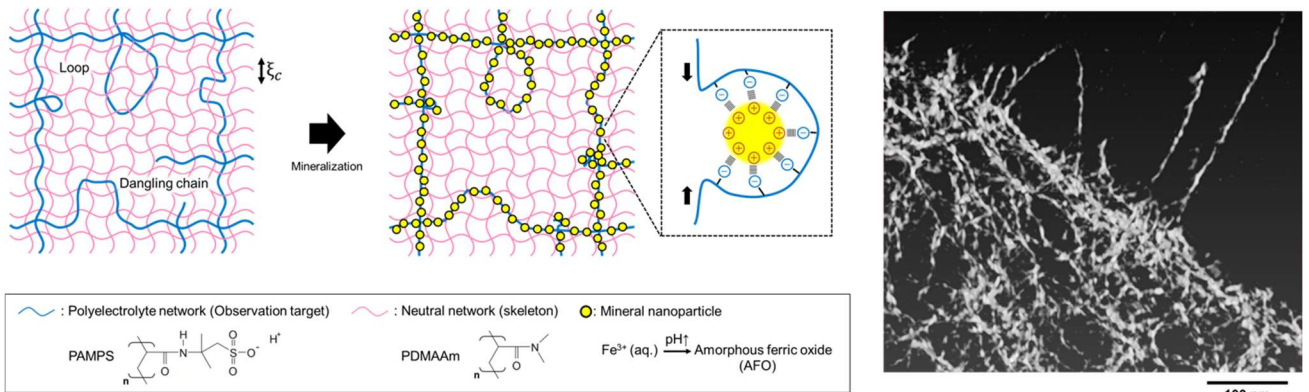 Loop
ξc
Dangling chain
Mineralization
: Polyelectrolyte network (Observation target)
: Neutral network (skeleton)
: Mineral nanoparticle
PAMPS
n
O
N
H
S
O
O
O⁻
H⁺
PDMAAm
n
O
N
Fe³⁺ (aq.)
pH↑
Amorphous ferric oxide
(AFO)